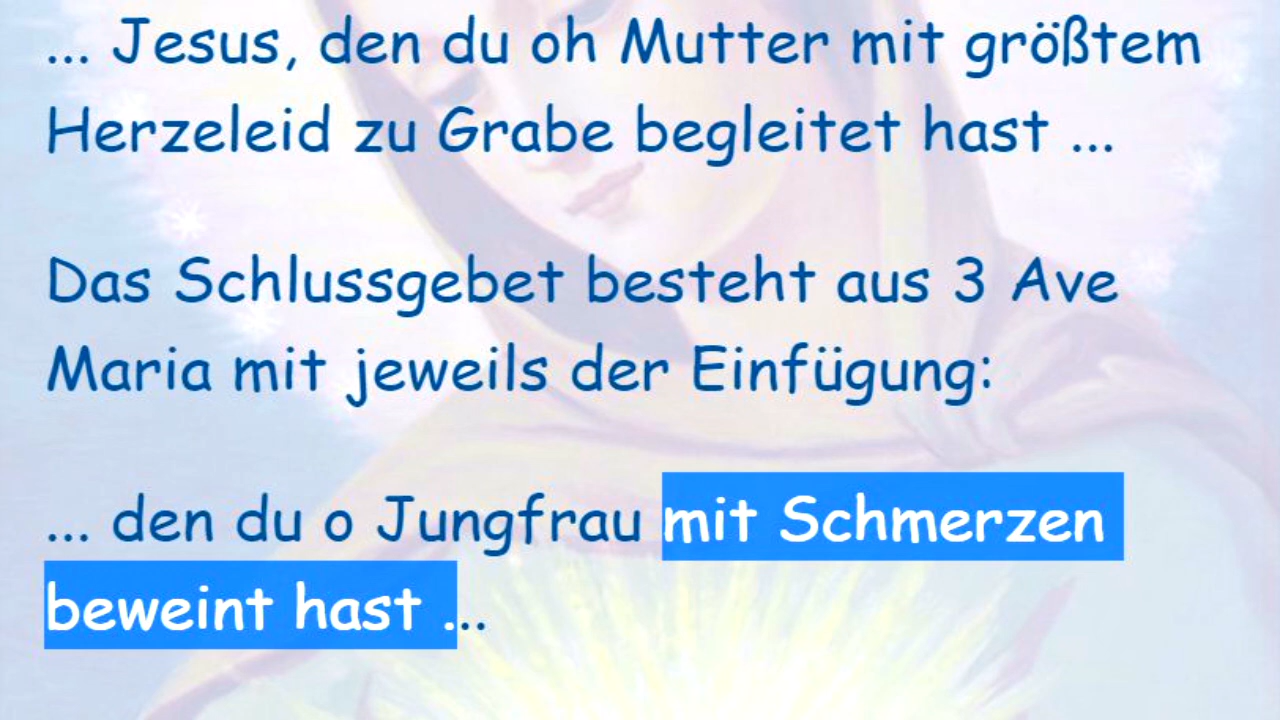 ... Jesus, den du oh Mutter mit größtem
Herzeleid zu Grabe begleitet hast ...
Das Schlussgebet besteht aus 3 Ave
Maria mit jeweils der Einfügung:
... den du o Jungfrau mit Schmerzen
beweint hast ...